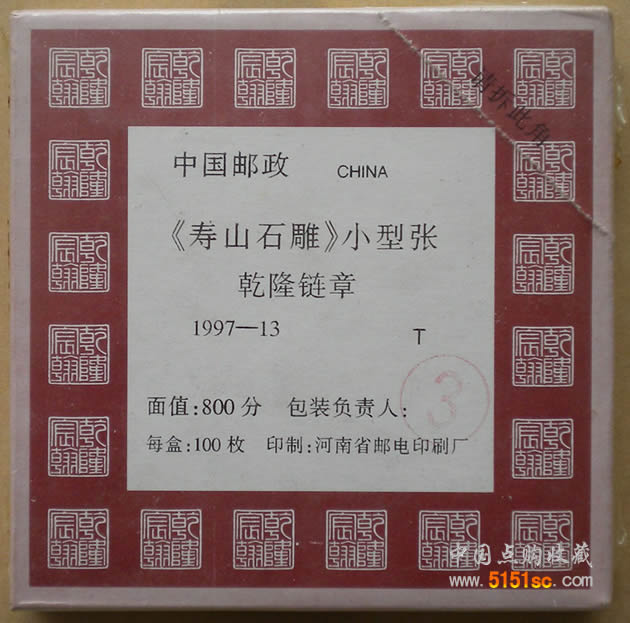 请拆此角
中国邮政 CHINA
《寿山石雕》小型张
乾隆链章
1997—13 T
面值:800分 包装负责人: 3
每盒:100枚 印制:河南省邮电印刷厂
中国点购收藏
www.5151sc.com